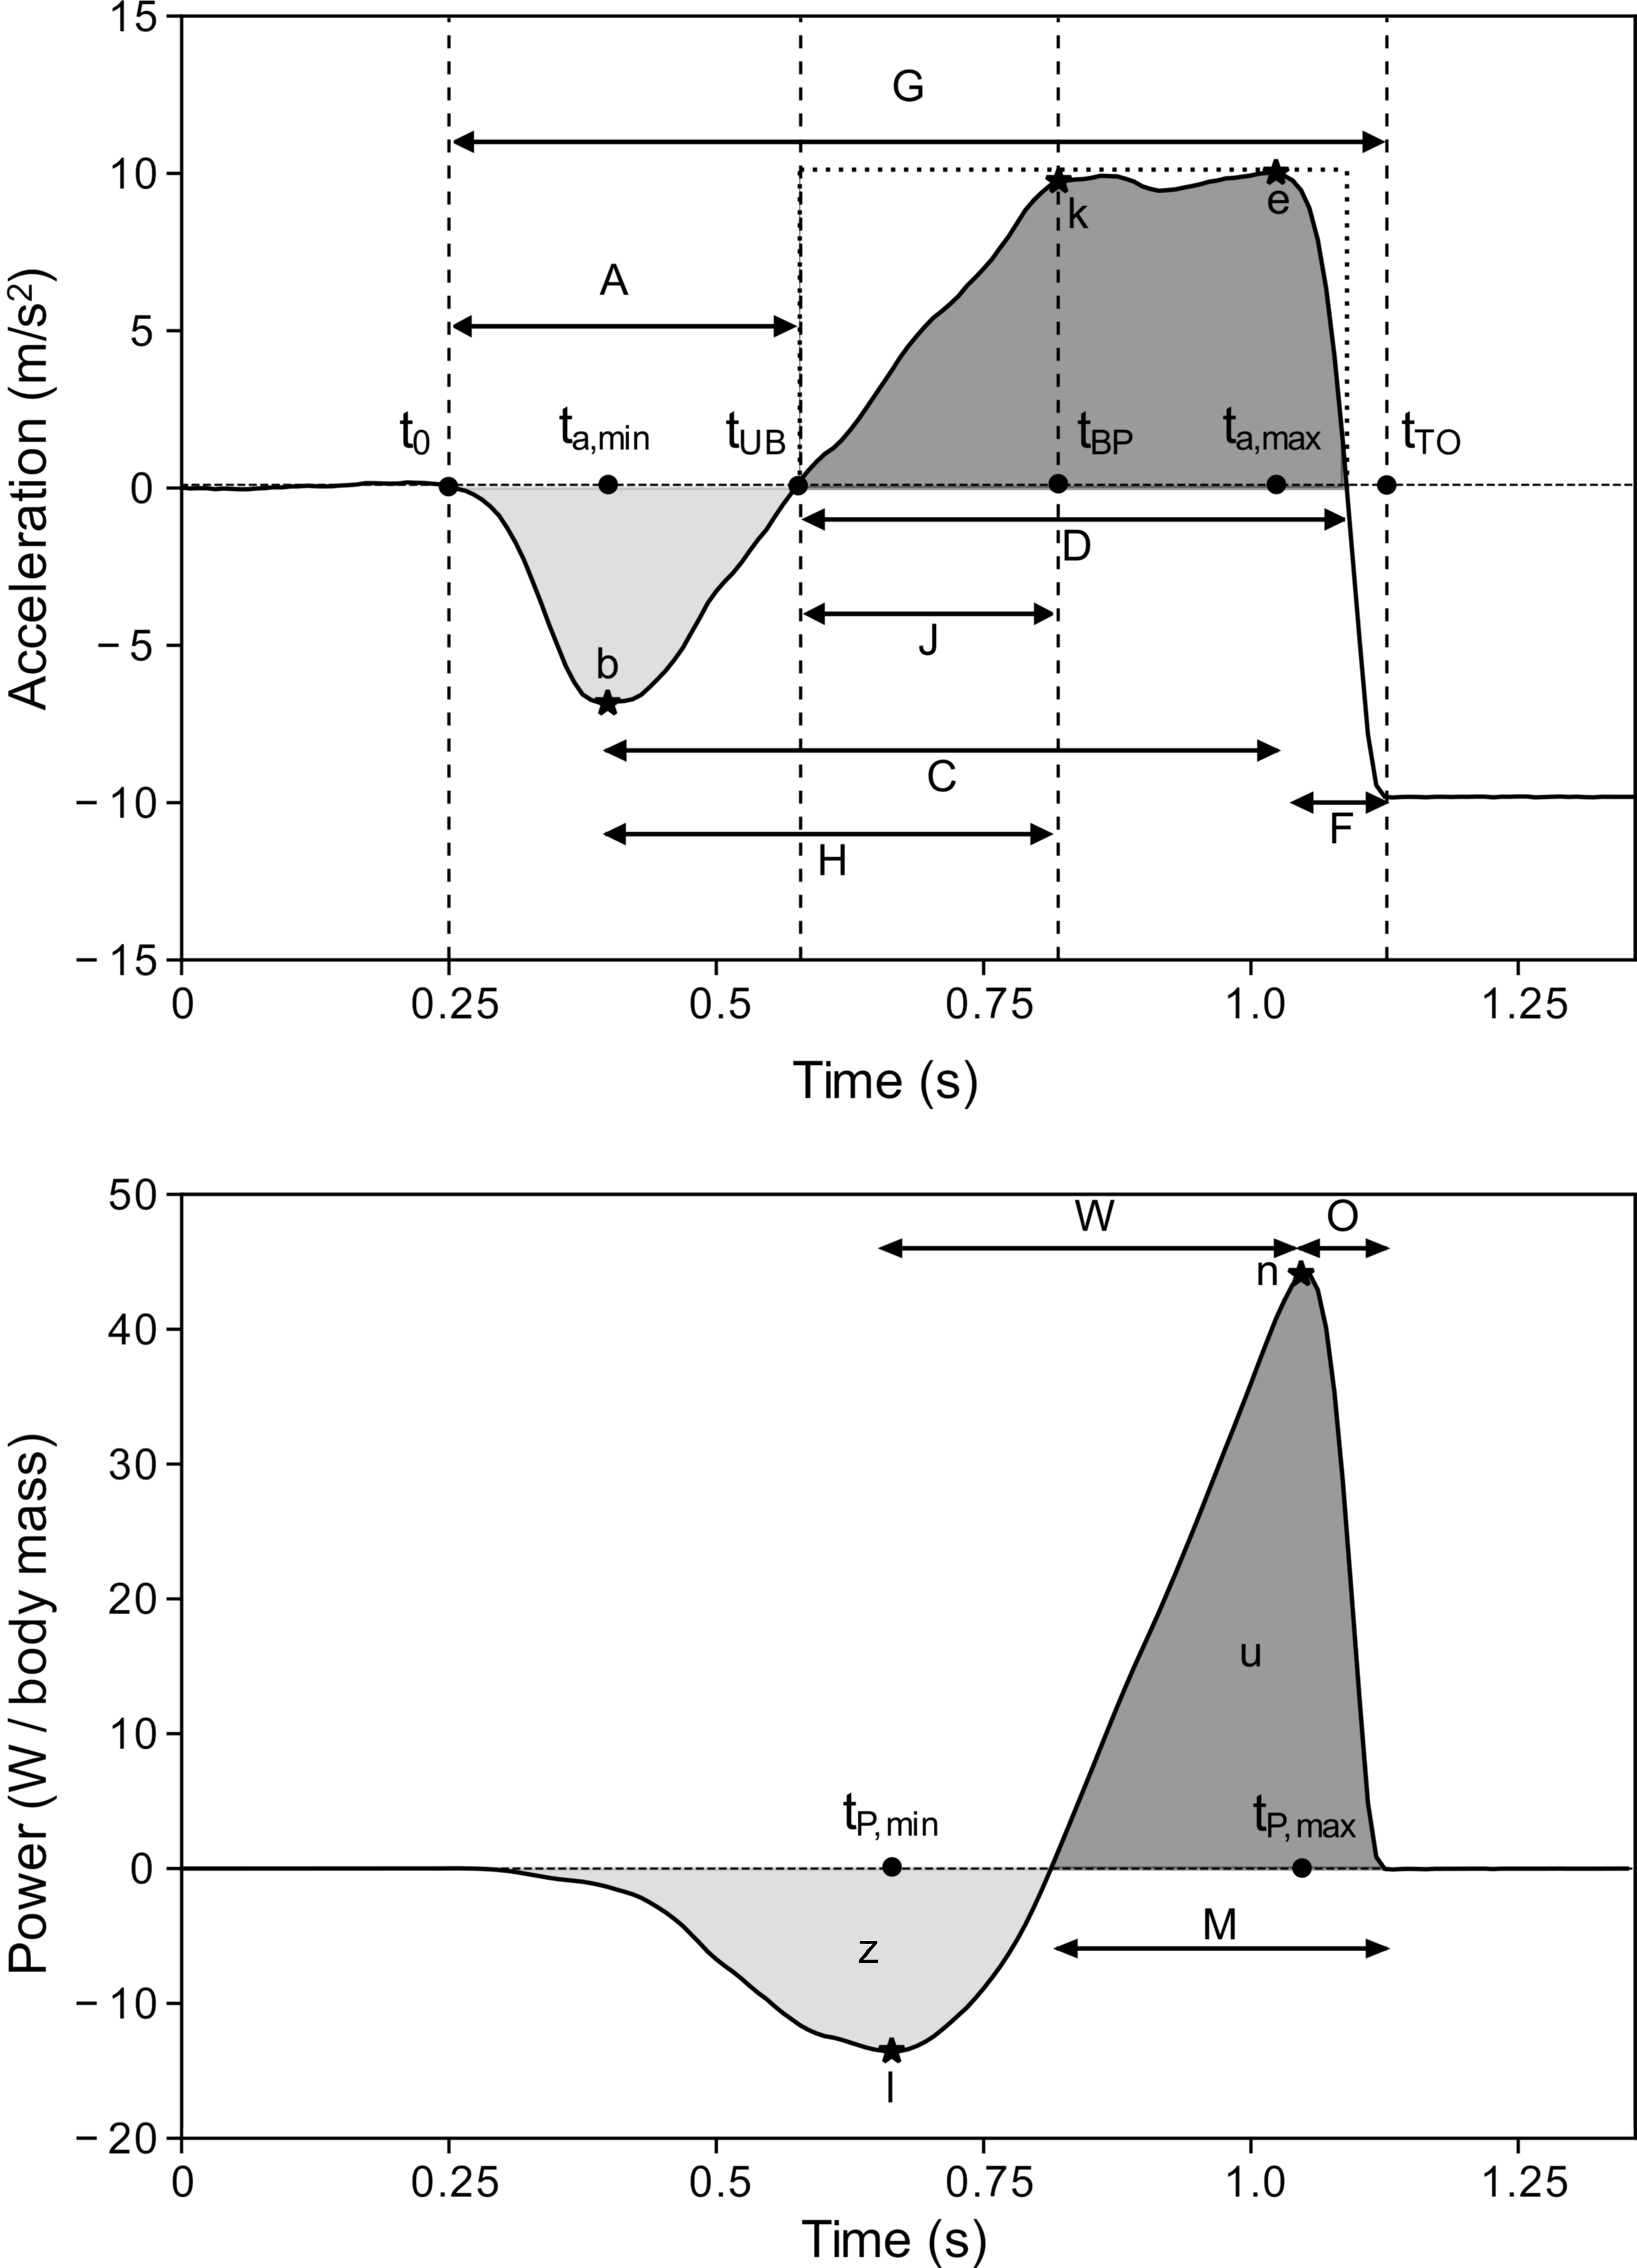 15
G
10
k
e
A
Acceleration (m/s²)
5
t0
ta,min
tUB
tBP
ta,max
tTO
0
D
J
− 5
b
C
− 10
F
H
− 15
0
0.25
0.5
0.75
1.0
1.25
Time (s)
50
W
O
n
40
30
Power (W / body mass)
20
u
10
tP, min
tP, max
0
M
z
− 10
l
− 20
0
0.25
0.5
0.75
1.0
1.25
Time (s)